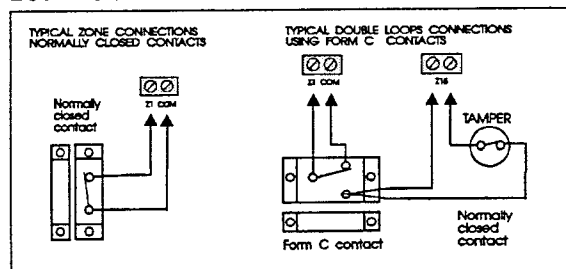 TYPICAL ZONE CONNECTIONS
NORMALLY CLOSED CONTACTS
Z1 COM
Normally
closed
contact
TYPICAL DOUBLE LOOPS CONNECTIONS
USING FORM C CONTACTS
Z3 COM
Z16
TAMPER
Form C contact
Normally
closed
contact